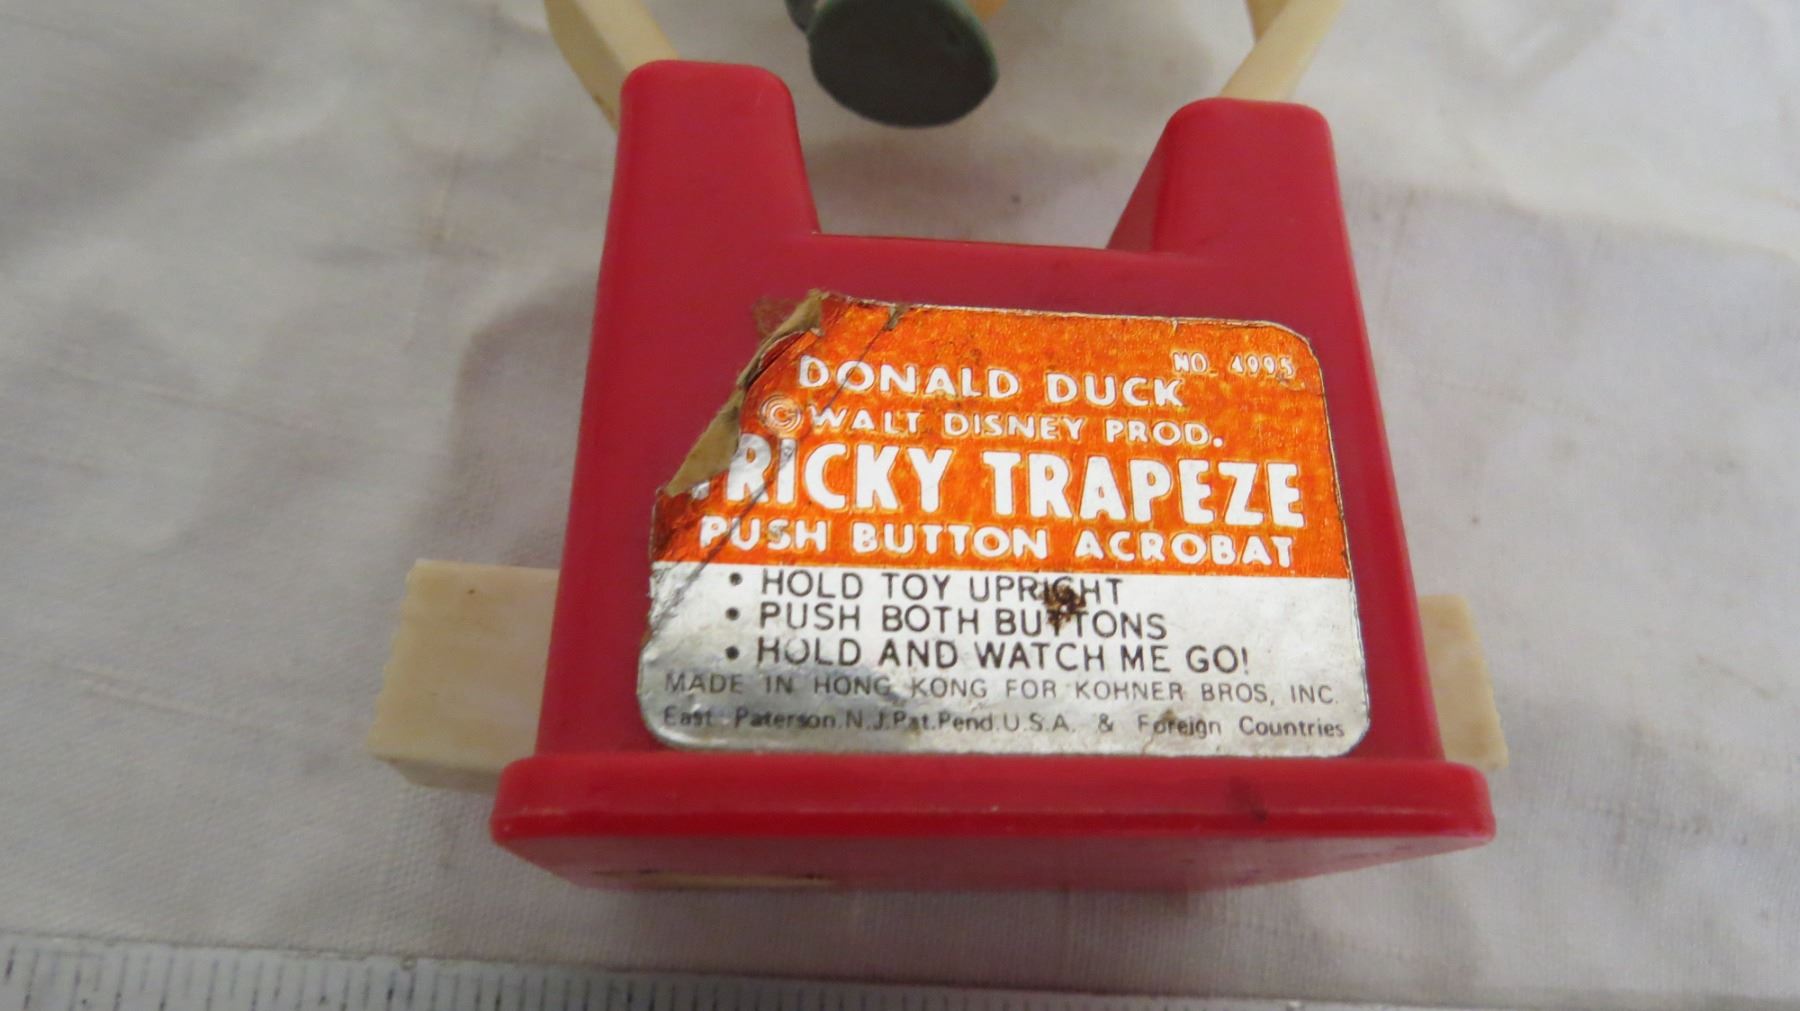 NO. 4995
DONALD DUCK
© WALT DISNEY PROD.
TRICKY TRAPEZE
PUSH BUTTON ACROBAT
• HOLD TOY UPRIGHT
• PUSH BOTH BUTTONS
• HOLD AND WATCH ME GO!
MADE IN HONG KONG FOR KOHNER BROS, INC.
East Paterson.N.J.Pat.Pend.U.S.A. & Foreign Countries